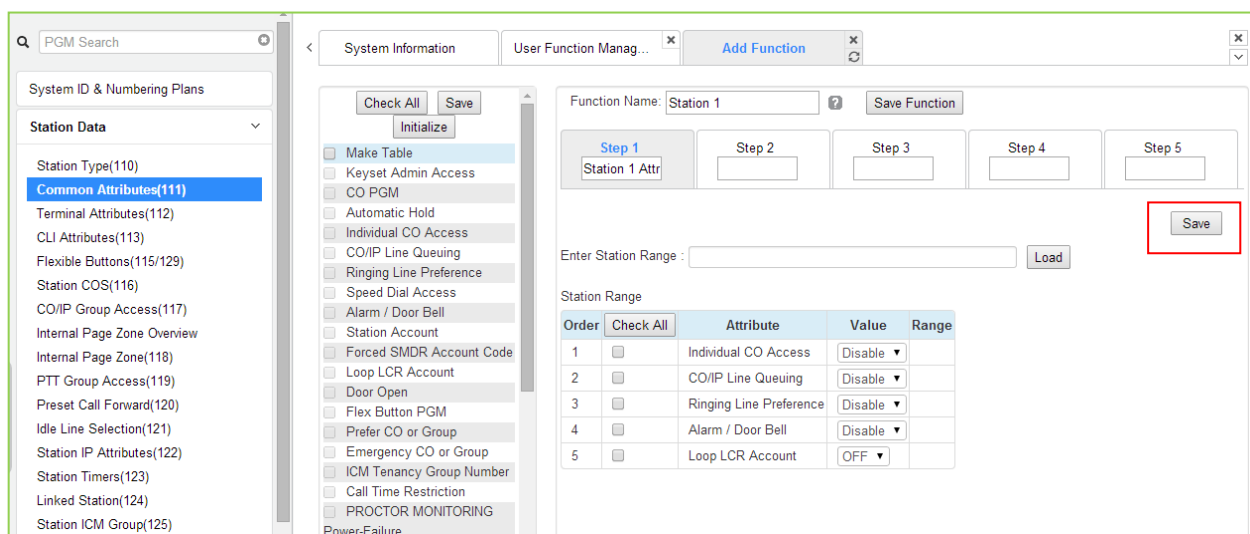 PGM Search
System ID & Numbering Plans
Station Data
Station Type(110)
Common Attributes(111)
Terminal Attributes(112)
CLI Attributes(113)
Flexible Buttons(115/129)
Station COS(116)
CO/IP Group Access(117)
Internal Page Zone Overview
Internal Page Zone(118)
PTT Group Access(119)
Preset Call Forward(120)
Idle Line Selection(121)
Station IP Attributes(122)
Station Timers(123)
Linked Station(124)
Station ICM Group(125)
System Information
User Function Manag...
Add Function
Check All Save
Initialize
Make Table
Keyset Admin Access
CO PGM
Automatic Hold
Individual CO Access
CO/IP Line Queuing
Ringing Line Preference
Speed Dial Access
Alarm / Door Bell
Station Account
Forced SMDR Account Code
Loop LCR Account
Door Open
Flex Button PGM
Prefer CO or Group
Emergency CO or Group
ICM Tenancy Group Number
Call Time Restriction
PROCTOR MONITORING
Power-Failure
Function Name: Station 1 ? Save Function
Step 1 Step 2 Step 3 Step 4 Step 5
Station 1 Attr
Save
Enter Station Range : Load
Station Range
Order Check All Attribute Value Range
1 Individual CO Access Disable
2 CO/IP Line Queuing Disable
3 Ringing Line Preference Disable
4 Alarm / Door Bell Disable
5 Loop LCR Account OFF